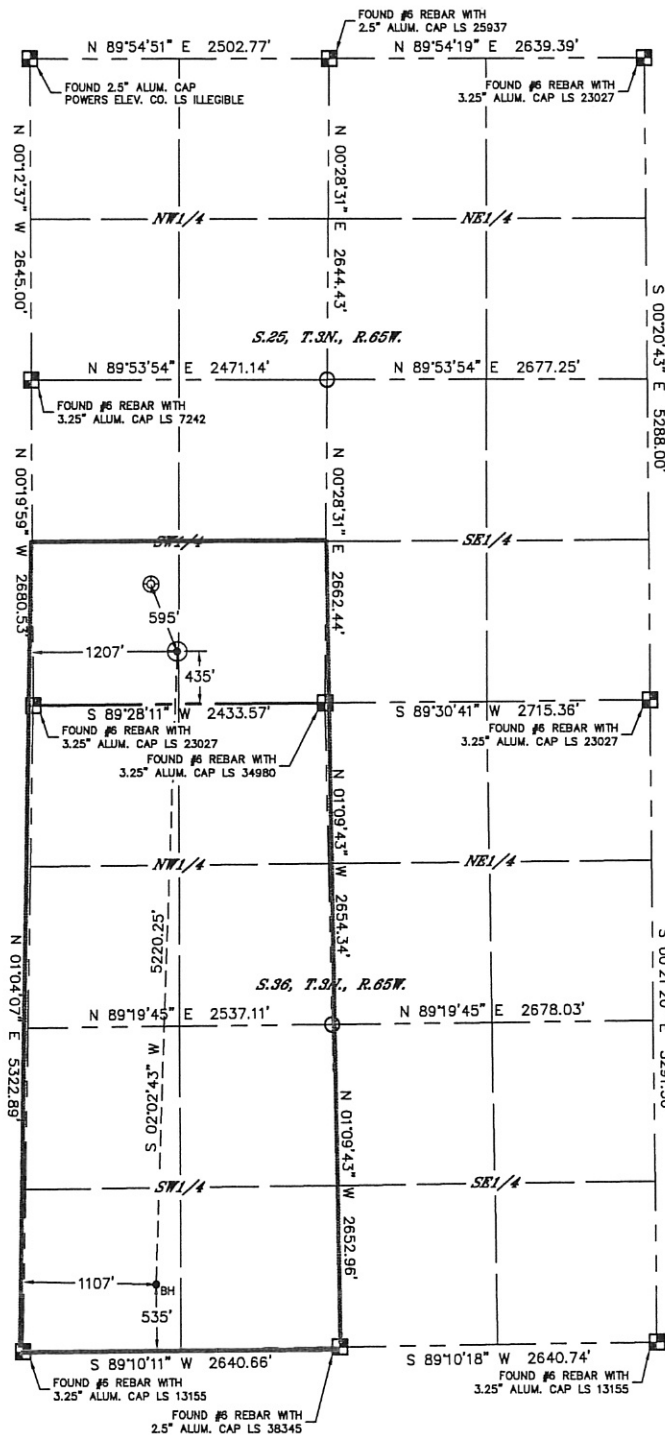 FOUND #6 REBAR WITH
2.5" ALUM. CAP LS 25937
N 89°54'51" E 2502.77'
N 89°54'19" E 2639.39'
FOUND 2.5" ALUM. CAP
POWERS ELEV. CO. LS ILLEGIBLE
FOUND #6 REBAR WITH
3.25" ALUM. CAP LS 23027
N 00°12'37" W 2645.00'
N 00°28'31" E 2644.43'
NW1/4
NE1/4
S 00°20'43" E 5288.00'
S.25, T.3N., R.65W.
N 89°53'54" E 2471.14'
N 89°53'54" E 2677.25'
FOUND #6 REBAR WITH
3.25" ALUM. CAP LS 7242
N 00°19'59" W 2680.53'
N 00°28'31" E 2662.44'
SW1/4
SE1/4
595'
1207'
435'
S 89°28'11" W 2433.57'
S 89°30'41" W 2715.36'
FOUND #6 REBAR WITH
3.25" ALUM. CAP LS 23027
FOUND #6 REBAR WITH
3.25" ALUM. CAP LS 34980
FOUND #6 REBAR WITH
3.25" ALUM. CAP LS 23027
N 01°09'43" W 2654.34'
NW1/4
NE1/4
5220.25'
S 02°02'43" W
N 01°04'07" E 5322.89'
S.36, T.3N., R.65W.
N 89°19'45" E 2537.11'
N 89°19'45" E 2678.03'
N 01°09'43" W 2652.96'
SW1/4
SE1/4
1107'
BH
535'
S 89°10'11" W 2640.66'
S 89°10'18" W 2640.74'
FOUND #6 REBAR WITH
3.25" ALUM. CAP LS 13155
FOUND #6 REBAR WITH
3.25" ALUM. CAP LS 13155
FOUND #6 REBAR WITH
2.5" ALUM. CAP LS 38345